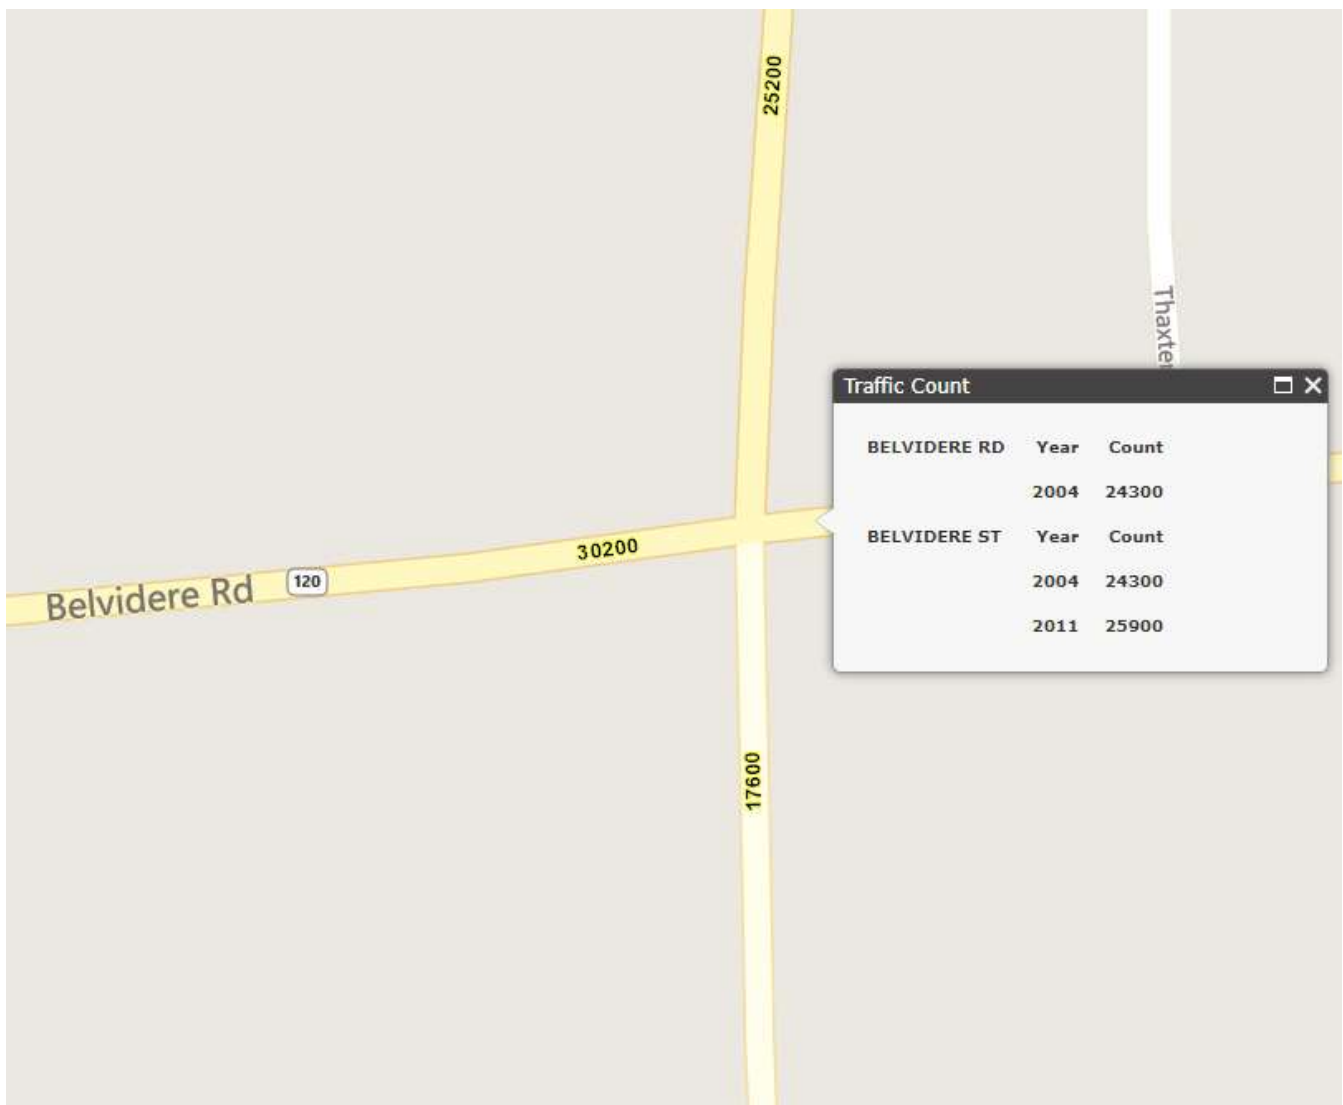 25200
Thaxter
Traffic Count
BELVIDERE RD Year Count
2004 24300
BELVIDERE ST Year Count
2004 24300
2011 25900
30200
120
Belvidere Rd
17600